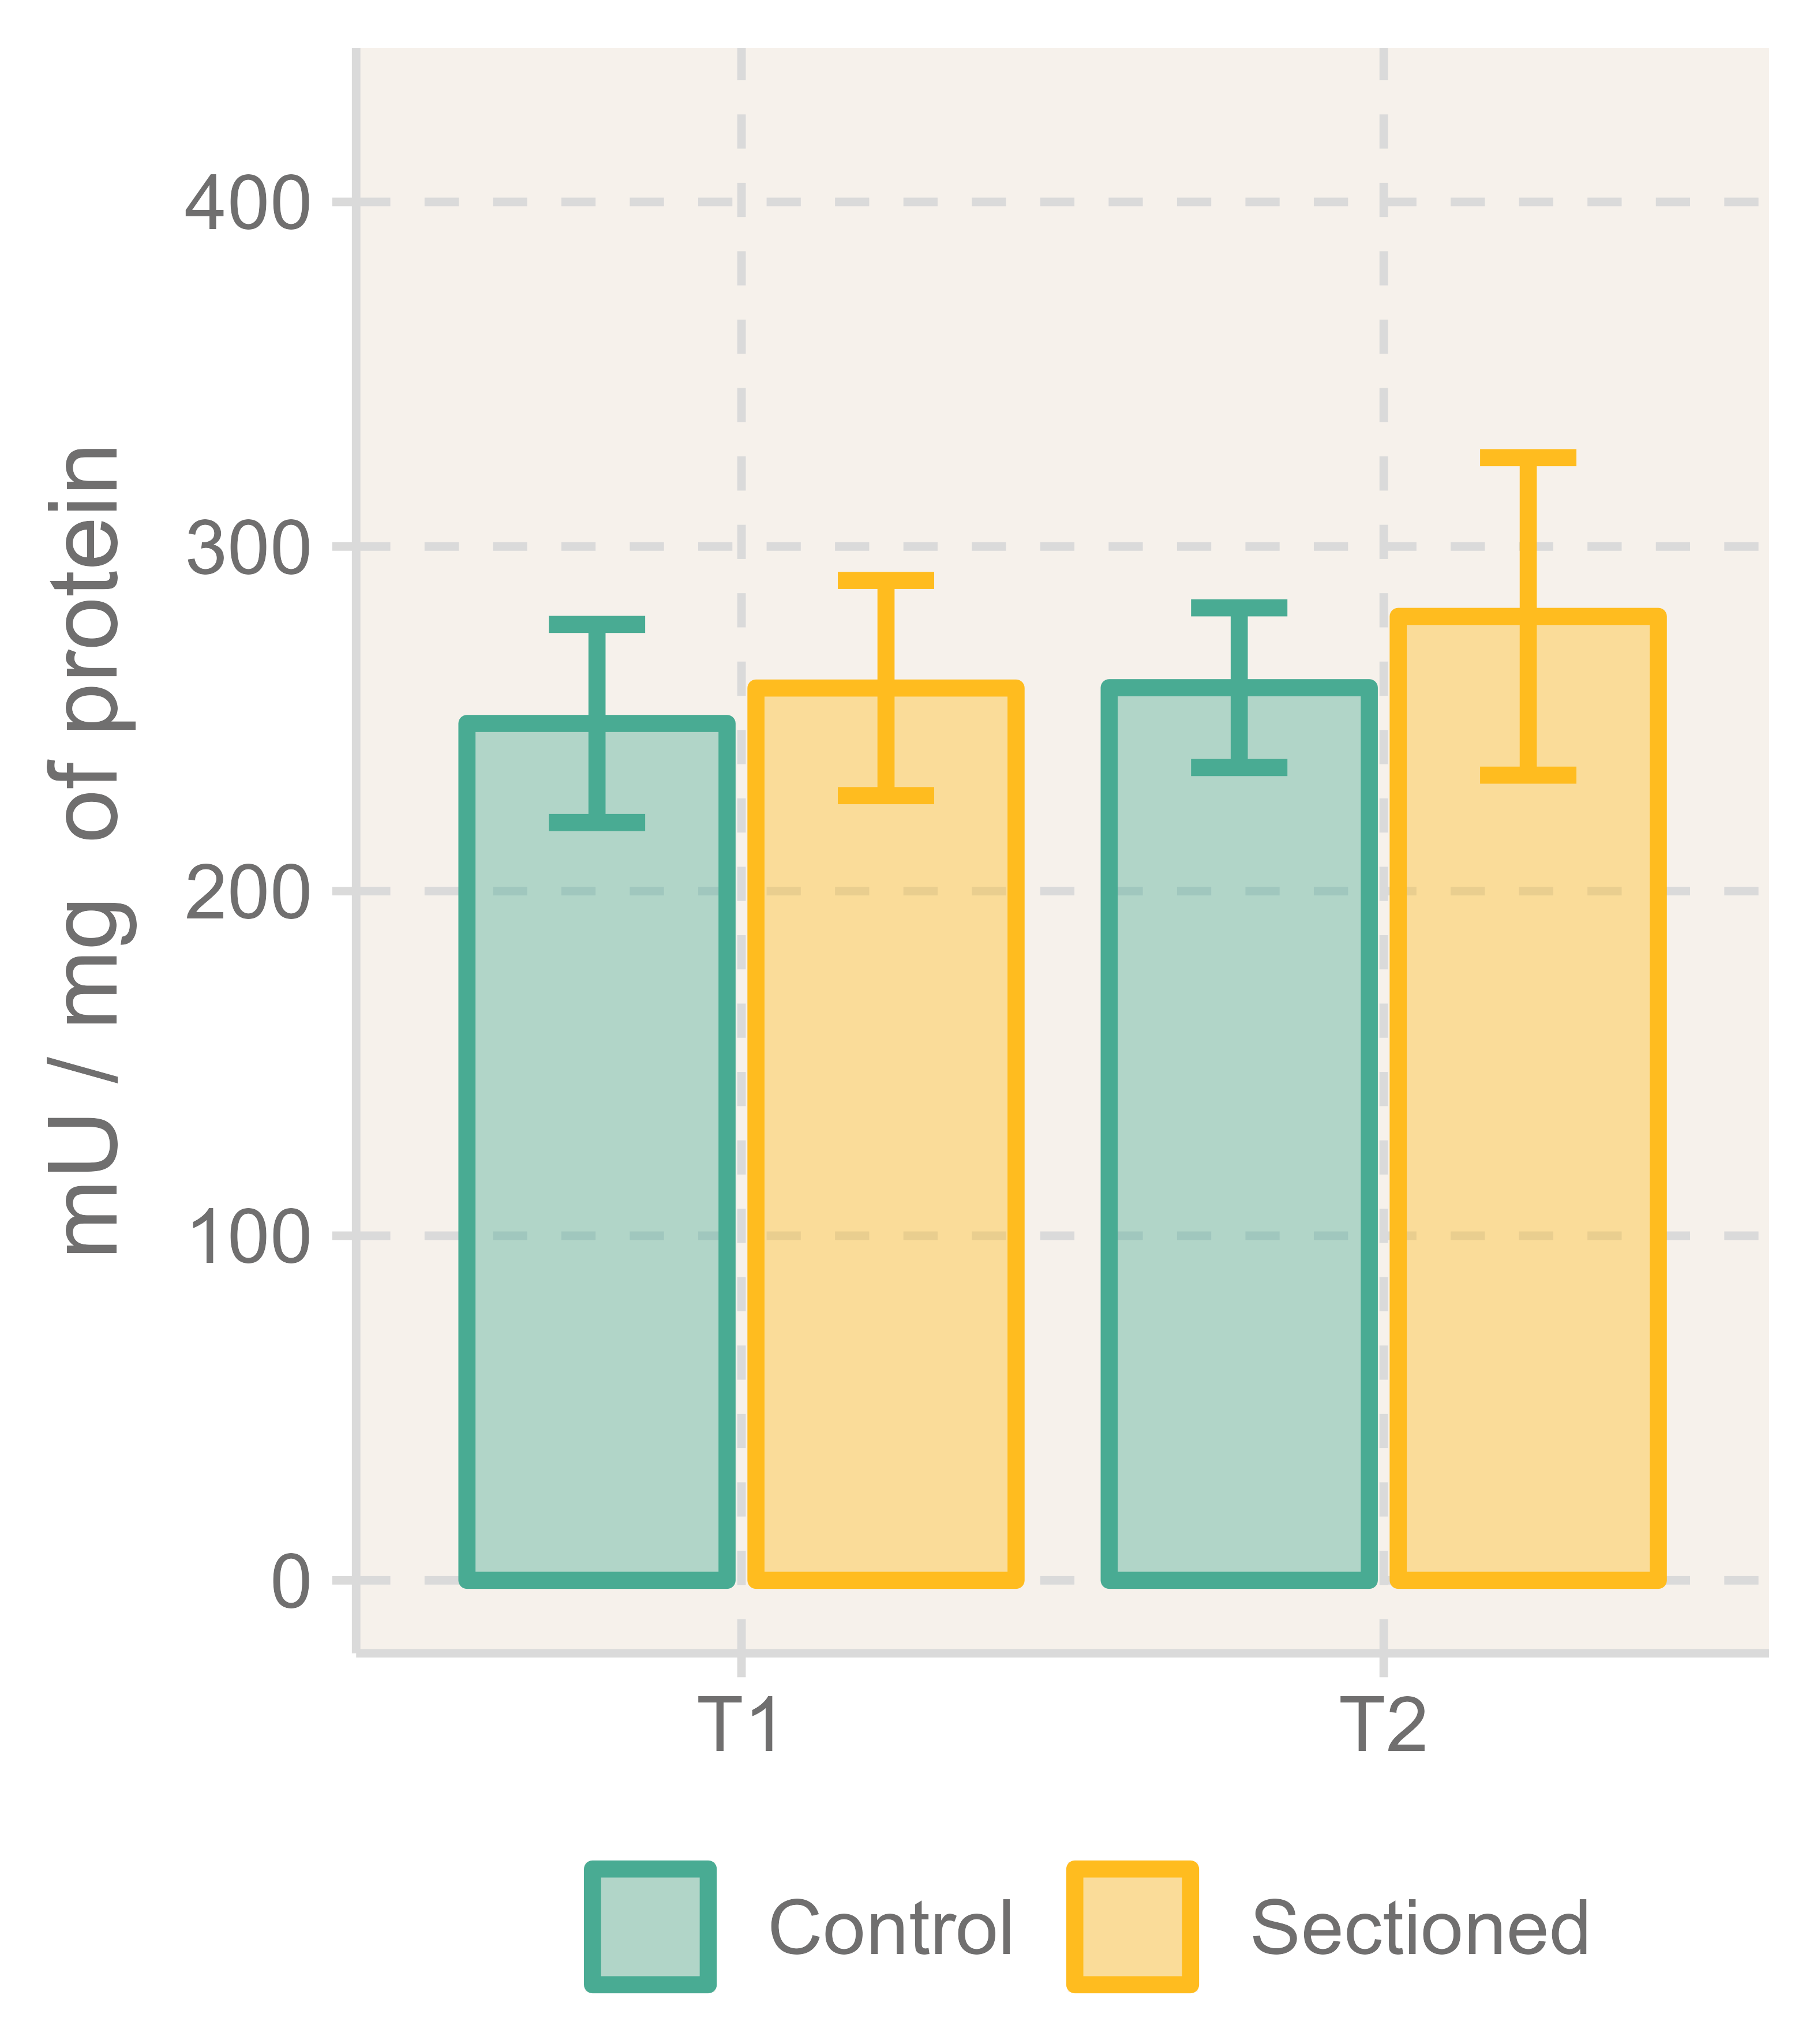 mU / mg of protein
400
300
200
100
0
T1 T2
Control Sectioned